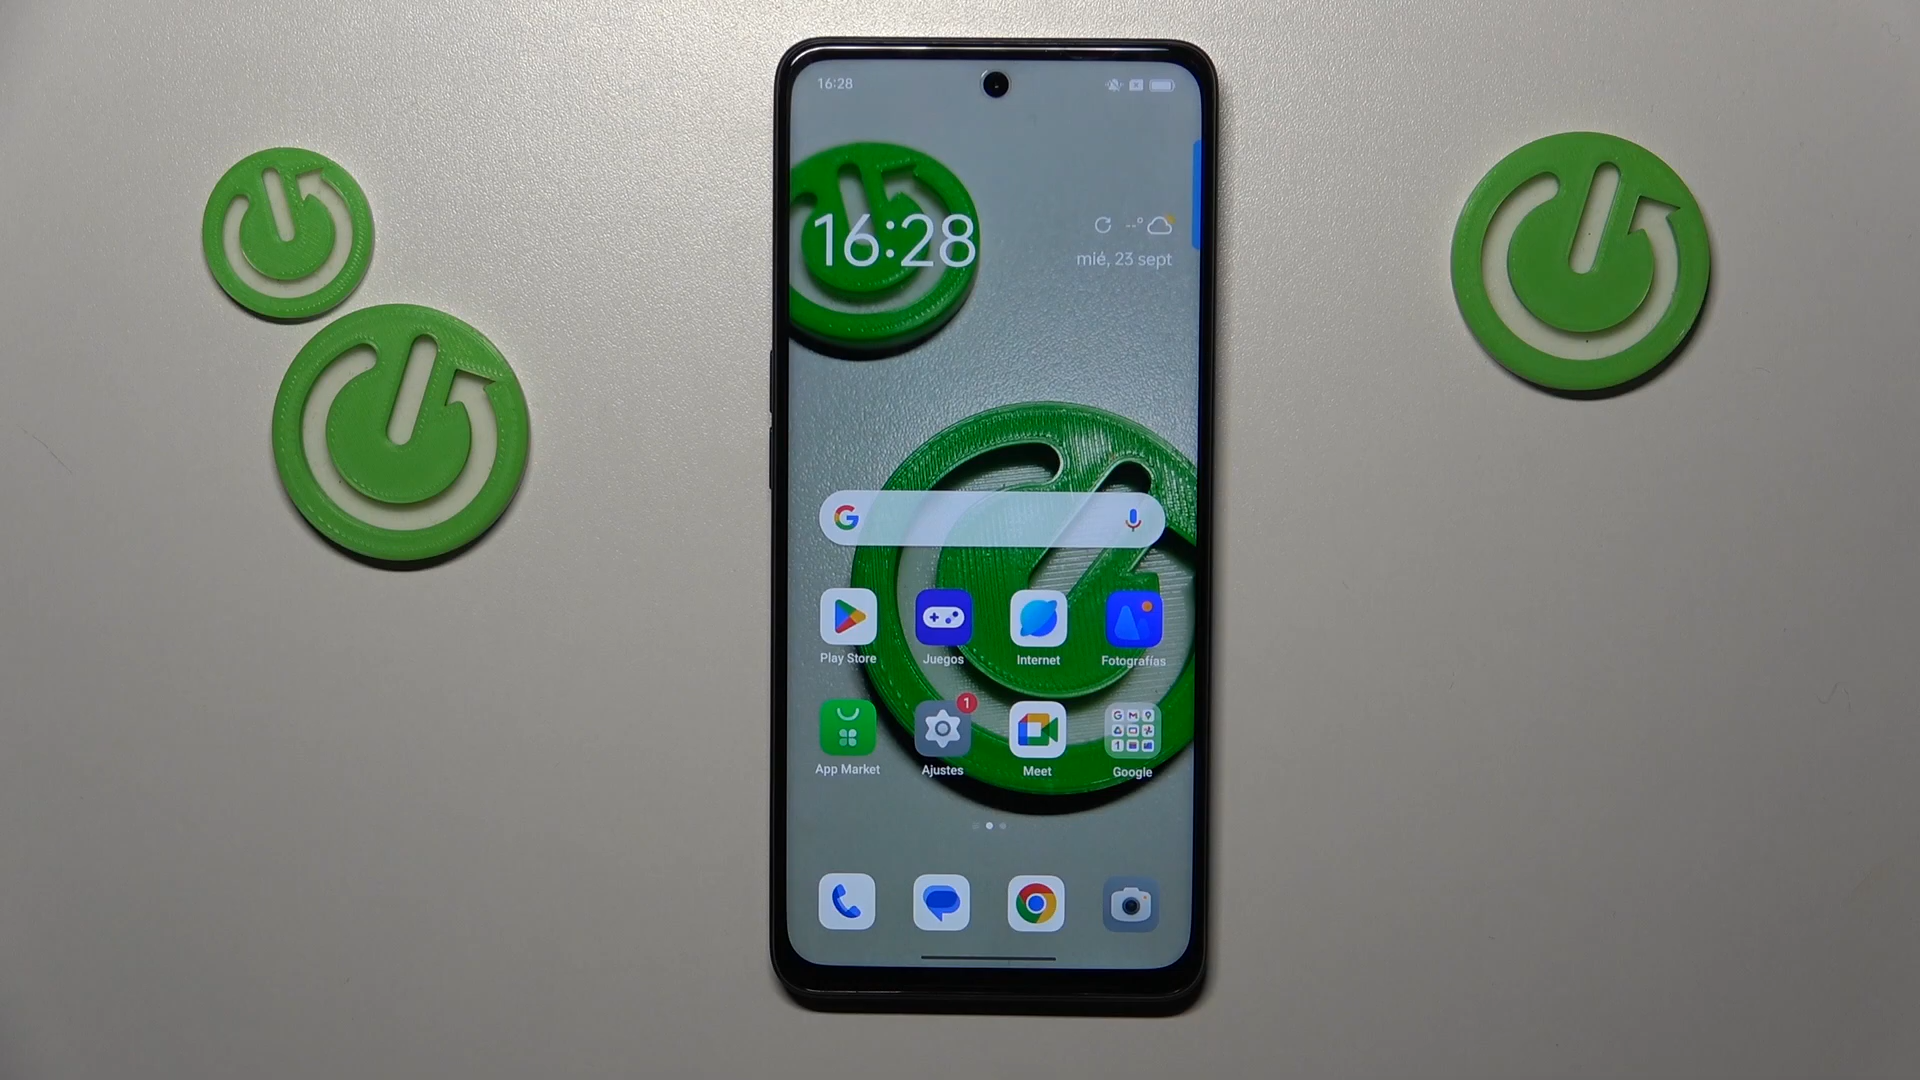 16:28
16:28
--°
mié, 23 sept
Play Store
Juegos
Internet
Fotografías
1
App Market
Ajustes
Meet
Google